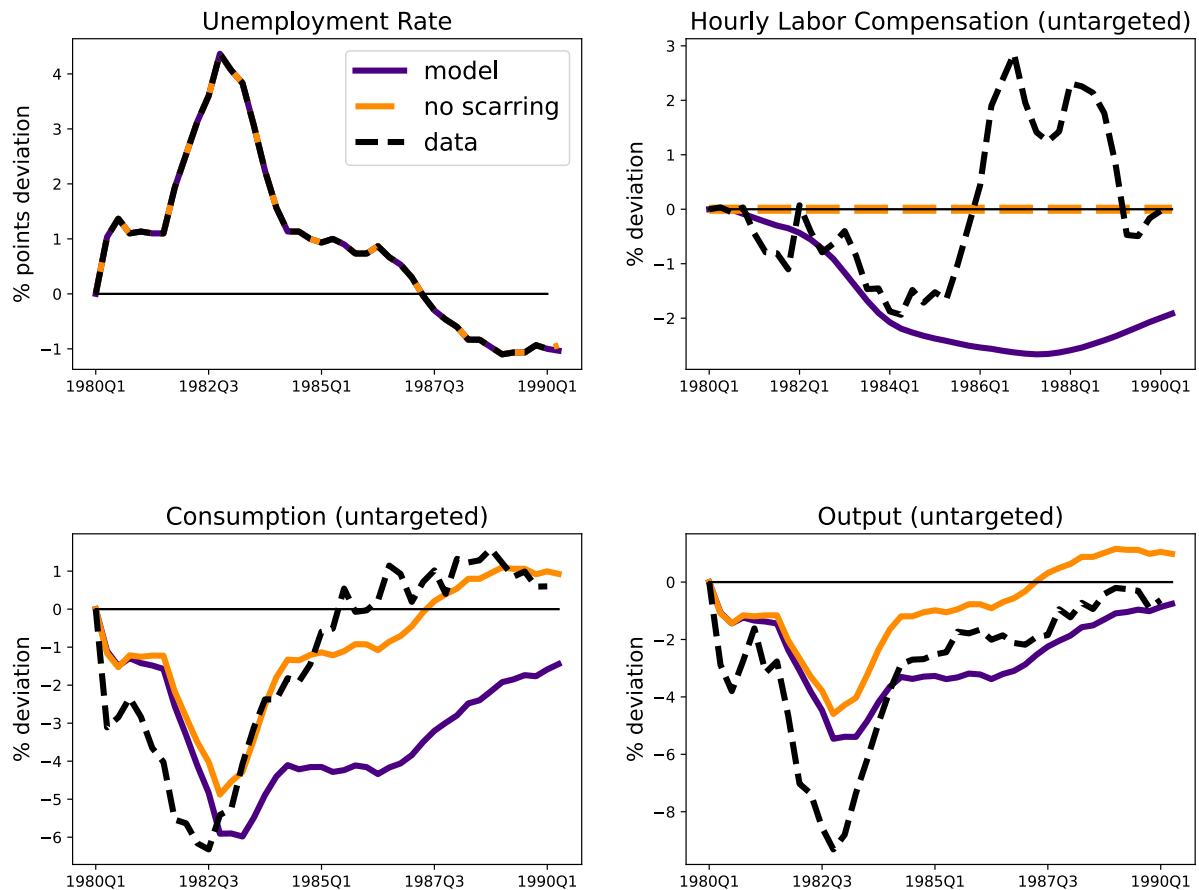 Unemployment Rate
% points deviation
4
3
2
1
0
−1
1980Q1 1982Q3 1985Q1 1987Q3 1990Q1
model
no scarring
data
Hourly Labor Compensation (untargeted)
% deviation
3
2
1
0
−1
−2
1980Q1 1982Q1 1984Q1 1986Q1 1988Q1 1990Q1
Consumption (untargeted)
% deviation
1
0
−1
−2
−3
−4
−5
−6
1980Q1 1982Q3 1985Q1 1987Q3 1990Q1
Output (untargeted)
% deviation
0
−2
−4
−6
−8
1980Q1 1982Q3 1985Q1 1987Q3 1990Q1